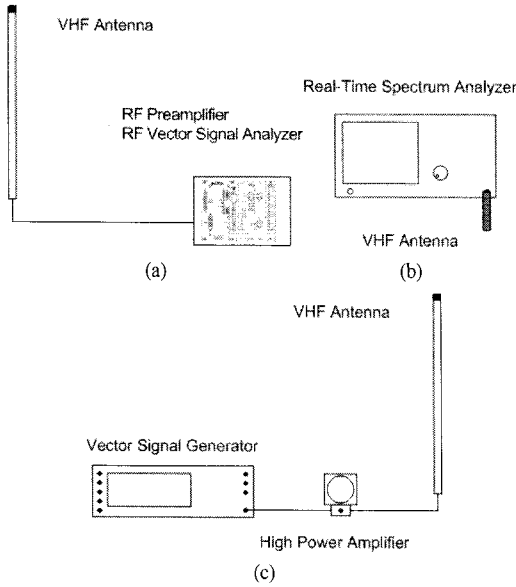 VHF Antenna
Real-Time Spectrum Analyzer
RF Preamplifier
RF Vector Signal Analyzer
VHF Antenna
(a)
(b)
VHF Antenna
Vector Signal Generator
High Power Amplifier
(c)